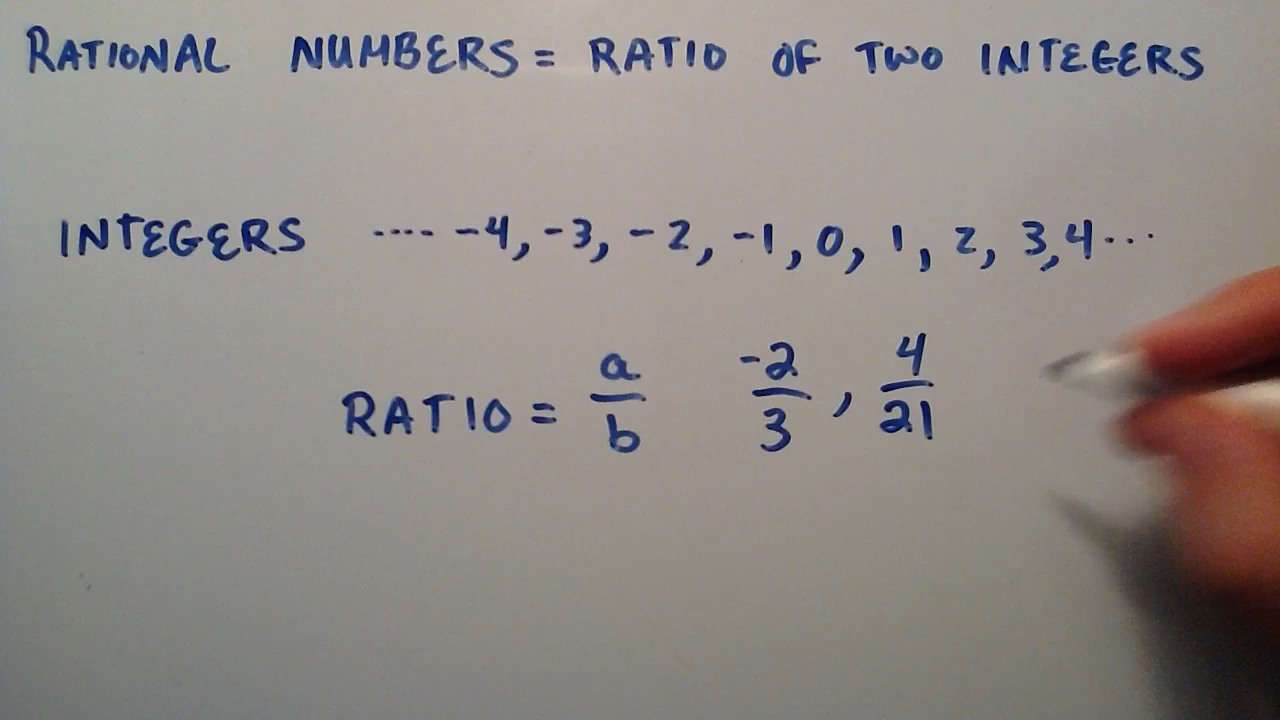 RATIONAL NUMBERS = RATIO OF TWO INTEGERS
INTEGERS ···· -4, -3, -2, -1, 0, 1, 2, 3, 4 ···
RATIO = a/b -2/3, 4/21